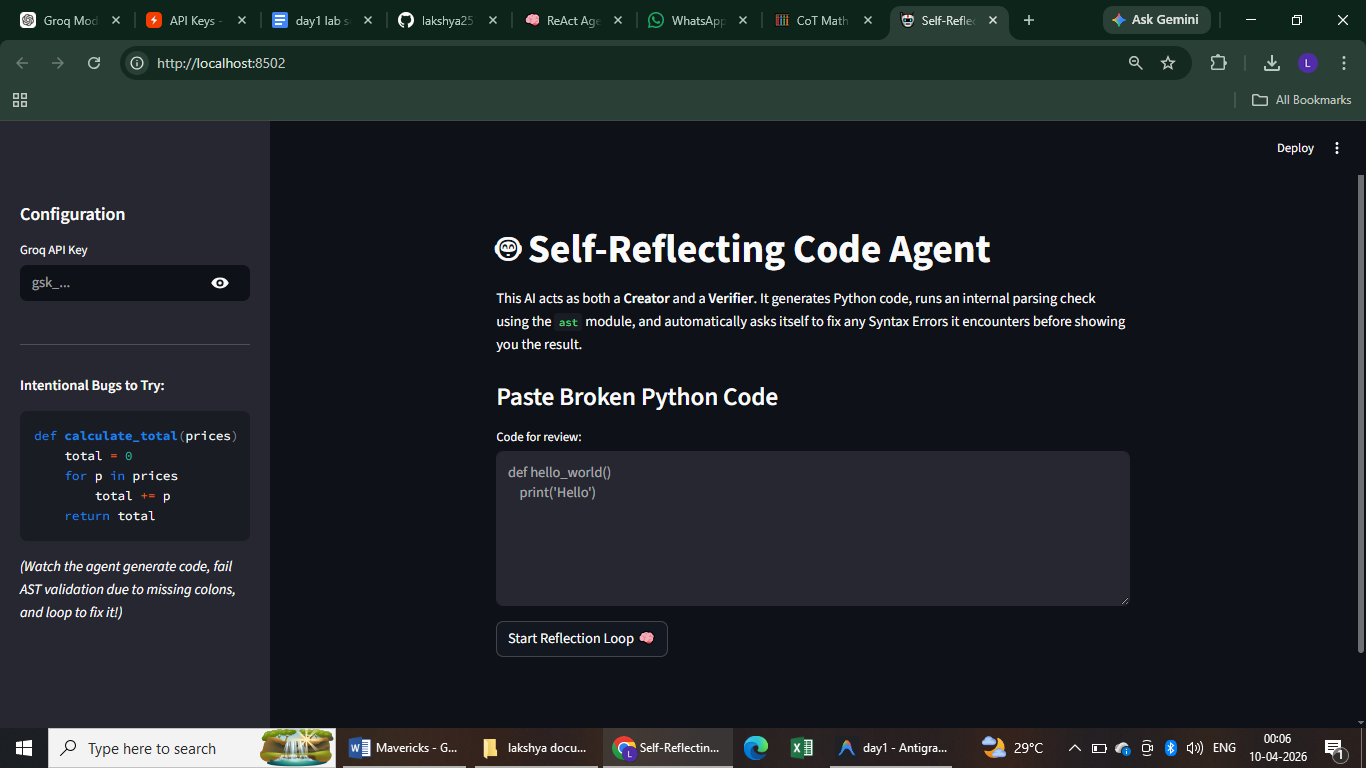 Groq Mod
API Keys -
day1 lab s
lakshya25
ReAct Age
WhatsApp
CoT Math
Self-Reflec
Ask Gemini
http://localhost:8502
L
All Bookmarks
Deploy
Configuration
Groq API Key
gsk_...
Intentional Bugs to Try:
def calculate_total(prices)
    total = 0
    for p in prices
        total += p
    return total
(Watch the agent generate code, fail
AST validation due to missing colons,
and loop to fix it!)
Self-Reflecting Code Agent
This AI acts as both a Creator and a Verifier. It generates Python code, runs an internal parsing check
using the ast module, and automatically asks itself to fix any Syntax Errors it encounters before showing
you the result.
Paste Broken Python Code
Code for review:
def hello_world()
    print('Hello')
Start Reflection Loop
Type here to search
Mavericks - G...
lakshya docu...
L
Self-Reflectin...
day1 - Antigra...
29°C
ENG
00:06
10-04-2026
1